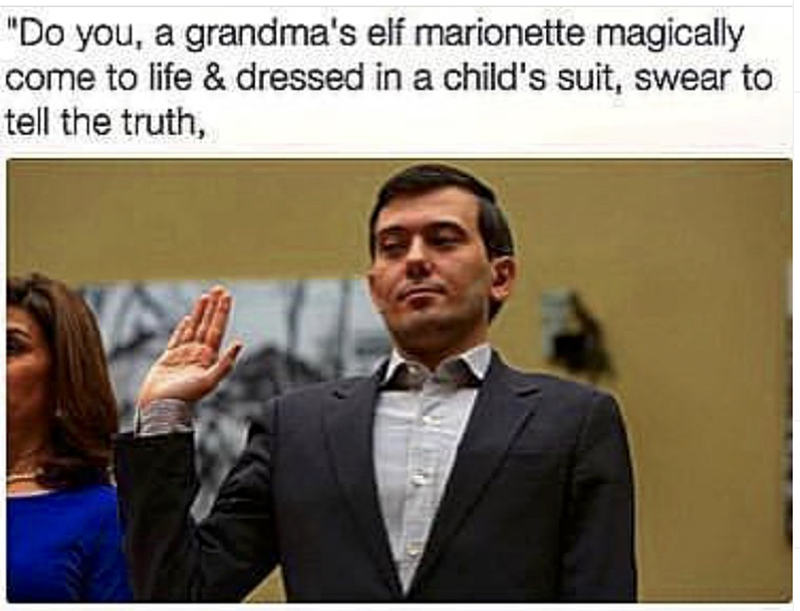 "Do you, a grandma's elf marionette magically
come to life & dressed in a child's suit, swear to
tell the truth,